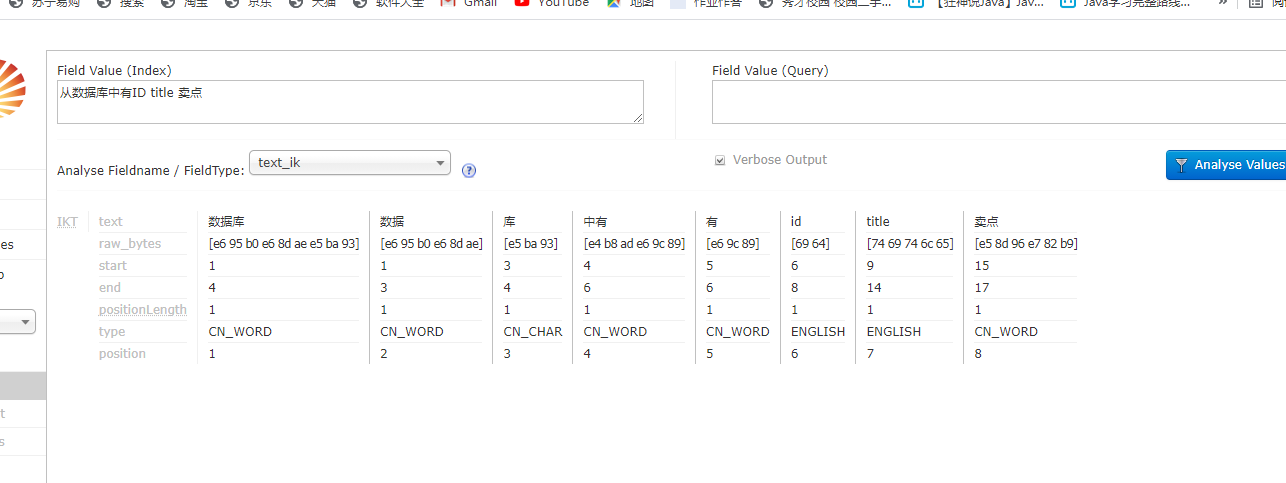 苏宁易购 搜索 淘宝 京东 天猫 软件大全 Gmail YouTube 地图 作业作答 秀才校园 校园二手... 【狂神说Java】Jav... Java学习完整路线... »
Field Value (Index) Field Value (Query)
从数据库中有ID title 卖点
Analyse Fieldname / FieldType: text_ik ? Verbose Output Analyse Values
IKT text 数据库 数据 库 中有 有 id title 卖点
raw_bytes [e6 95 b0 e6 8d ae e5 ba 93] [e6 95 b0 e6 8d ae] [e5 ba 93] [e4 b8 ad e6 9c 89] [e6 9c 89] [69 64] [74 69 74 6c 65] [e5 8d 96 e7 82 b9]
start 1 1 3 4 5 6 9 15
end 4 3 4 6 6 8 14 17
positionLength 1 1 1 1 1 1 1 1
type CN_WORD CN_WORD CN_CHAR CN_WORD CN_WORD ENGLISH ENGLISH CN_WORD
position 1 2 3 4 5 6 7 8
es
t
s